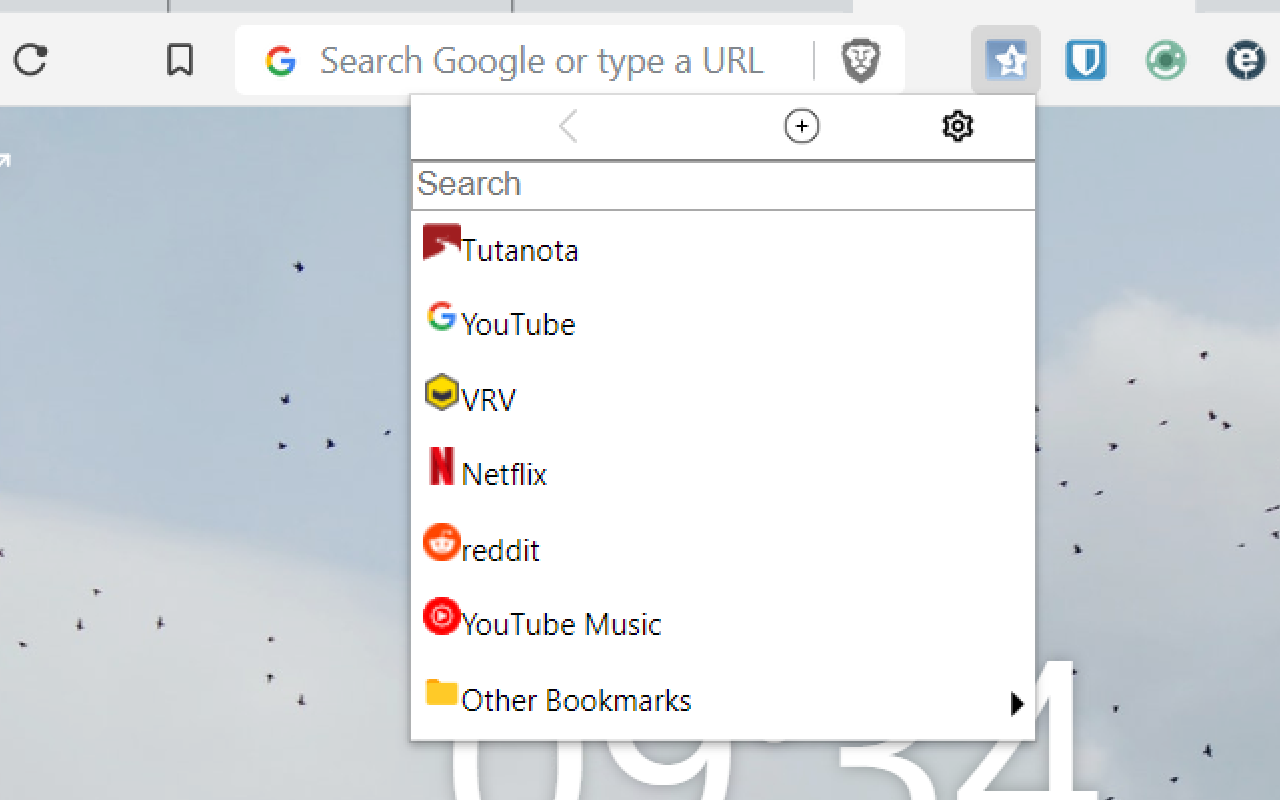 Search Google or type a URL
Search
Tutanota
YouTube
VRV
Netflix
reddit
YouTube Music
Other Bookmarks
09:34